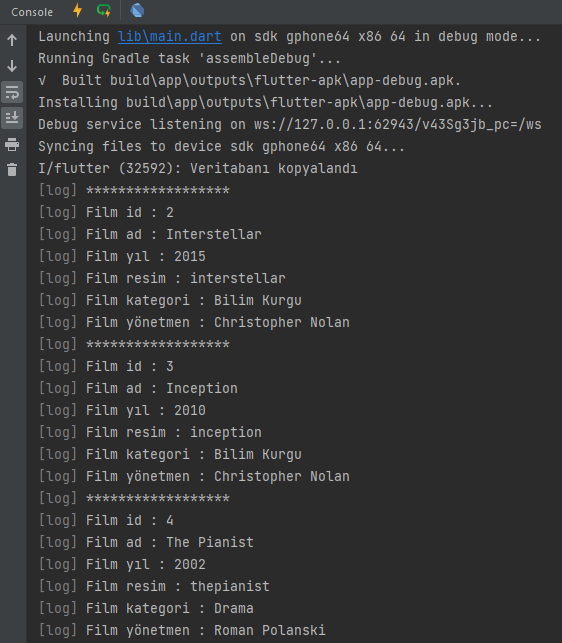 Console
Launching lib\main.dart on sdk gphone64 x86 64 in debug mode...
Running Gradle task 'assembleDebug'...
√  Built build\app\outputs\flutter-apk\app-debug.apk.
Installing build\app\outputs\flutter-apk\app-debug.apk...
Debug service listening on ws://127.0.0.1:62943/v43Sg3jb_pc=/ws
Syncing files to device sdk gphone64 x86 64...
I/flutter (32592): Veritabanı kopyalandı
[log] ******************
[log] Film id : 2
[log] Film ad : Interstellar
[log] Film yıl : 2015
[log] Film resim : interstellar
[log] Film kategori : Bilim Kurgu
[log] Film yönetmen : Christopher Nolan
[log] ******************
[log] Film id : 3
[log] Film ad : Inception
[log] Film yıl : 2010
[log] Film resim : inception
[log] Film kategori : Bilim Kurgu
[log] Film yönetmen : Christopher Nolan
[log] ******************
[log] Film id : 4
[log] Film ad : The Pianist
[log] Film yıl : 2002
[log] Film resim : thepianist
[log] Film kategori : Drama
[log] Film yönetmen : Roman Polanski